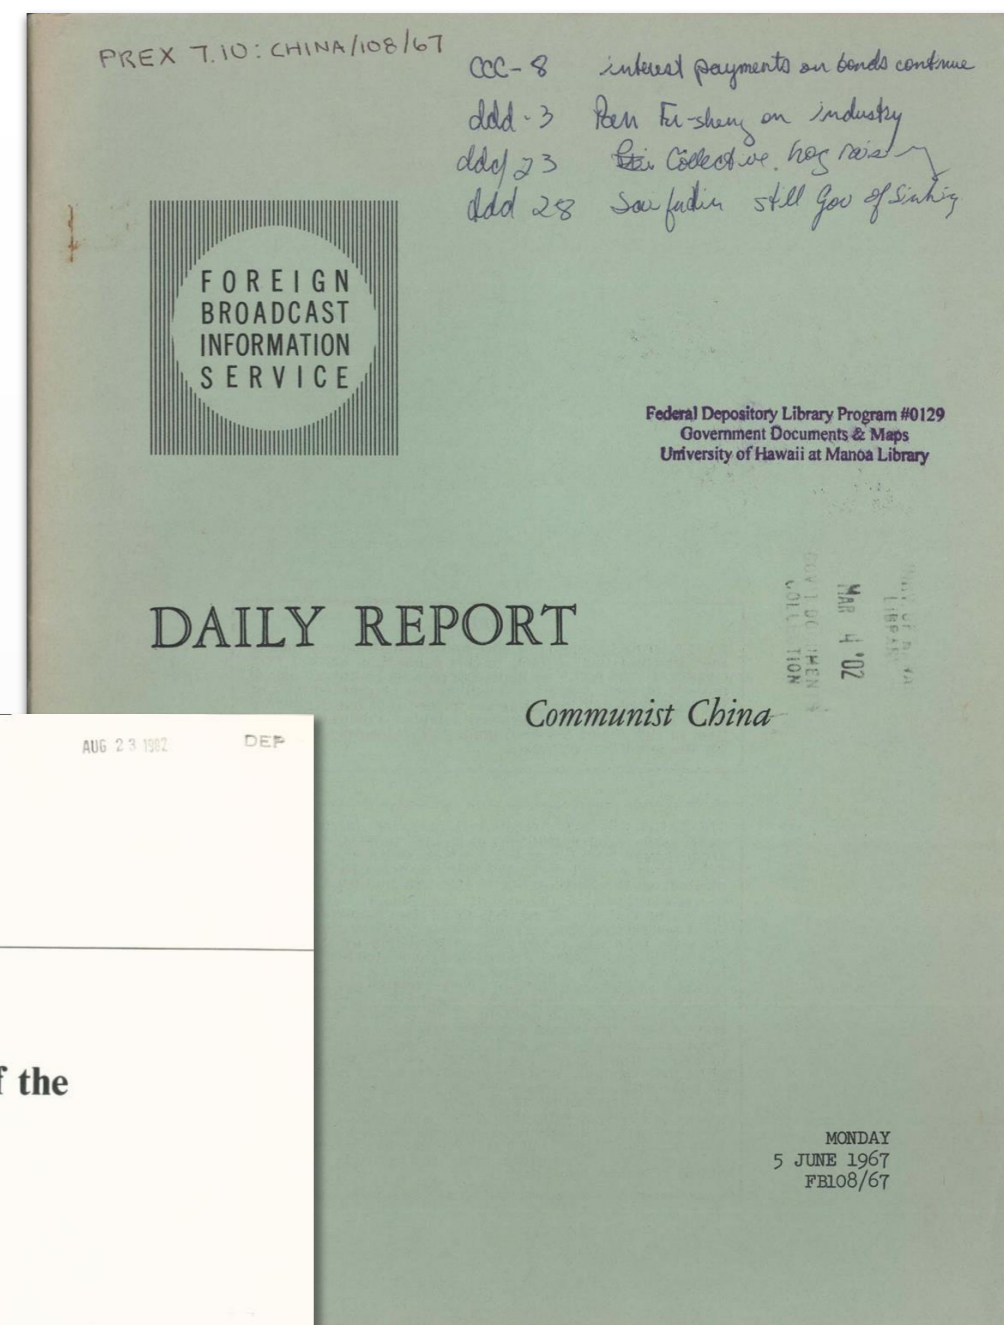 PREX 7.10: CHINA/108/67
CCC-8 interest payments on bonds continue
ddd-3 Pan Fu-sheng on industry
ddd 23 Collective hog raising
ddd 28 still Gov of
FOREIGN
BROADCAST
INFORMATION
SERVICE
Federal Depository Library Program #0129
Government Documents & Maps
University of Hawaii at Manoa Library
MAR 4 '02
DAILY REPORT
Communist China
AUG 23 1982 DEP
f the
MONDAY
5 JUNE 1967
FB108/67